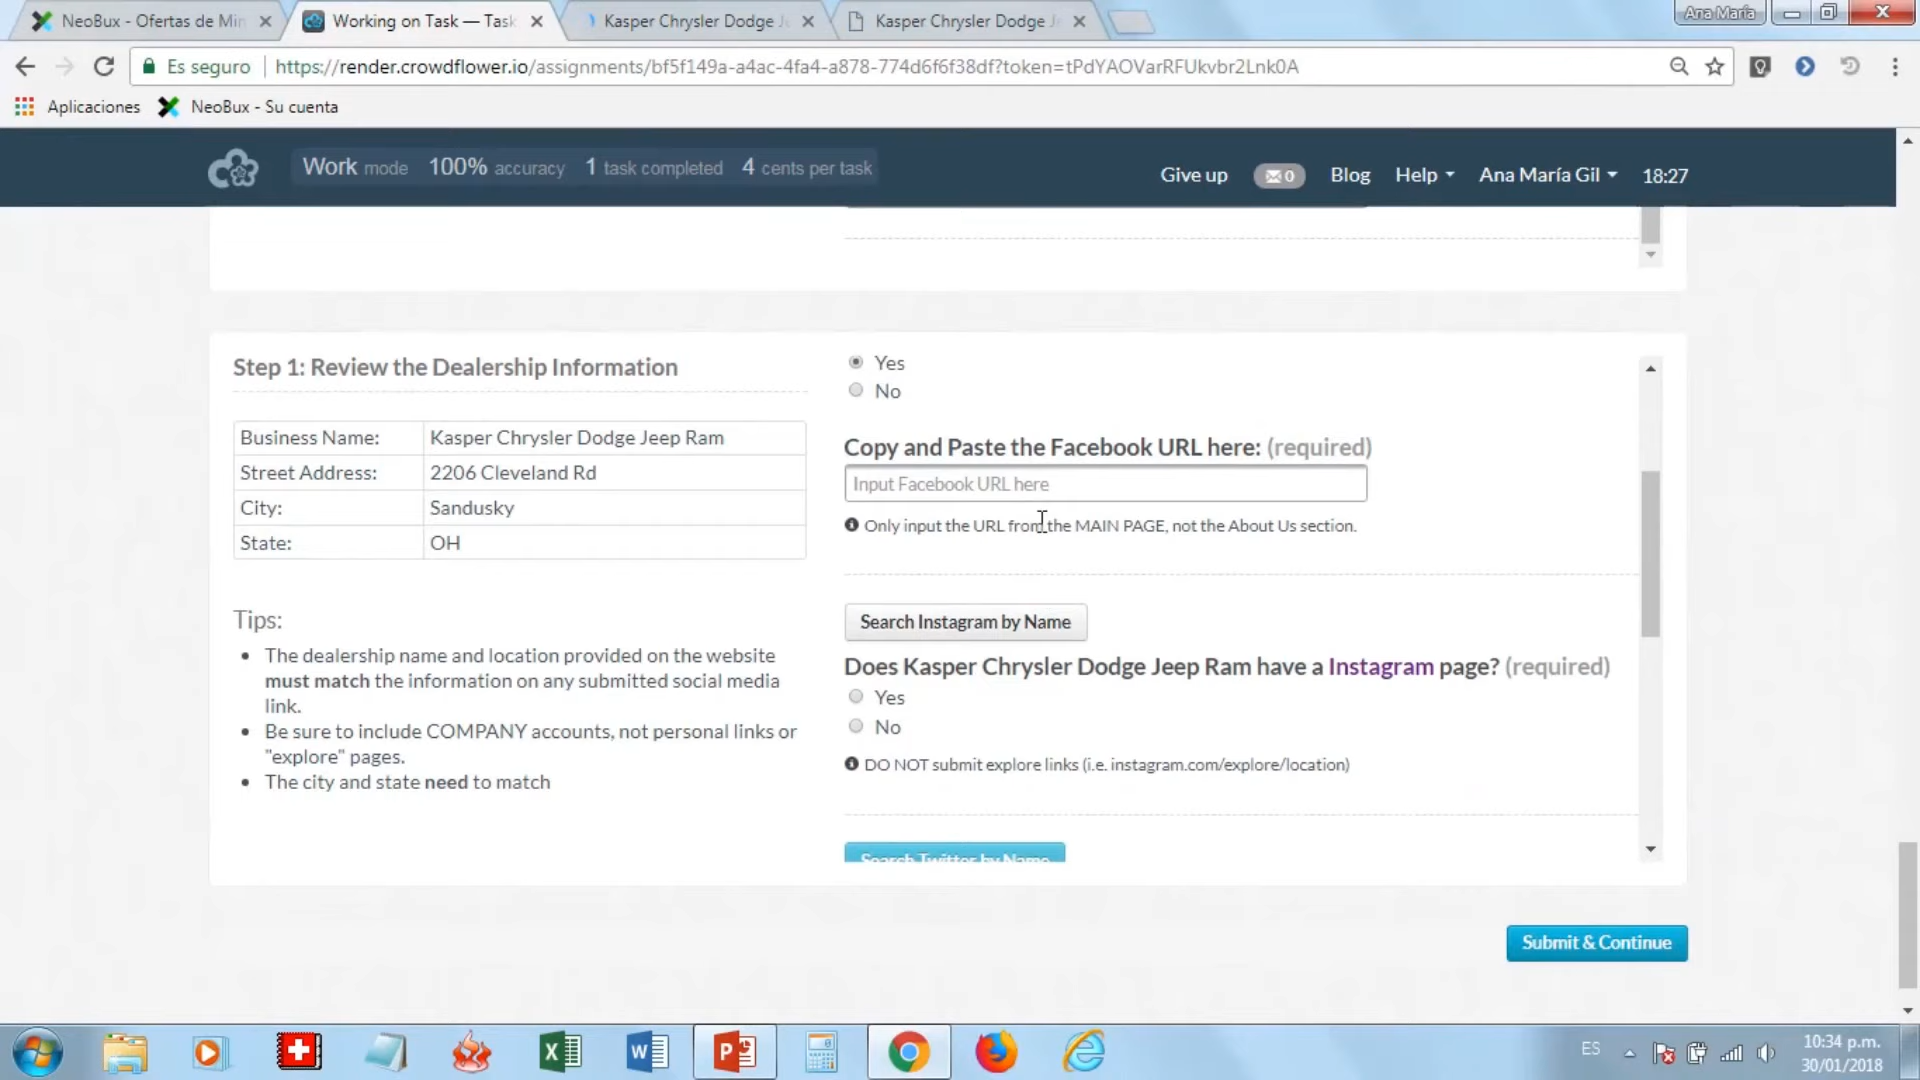 NeoBux - Ofertas de Min
Working on Task — Task
Kasper Chrysler Dodge J
Kasper Chrysler Dodge J
Ana María
Es seguro
https://render.crowdflower.io/assignments/bf5f149a-a4ac-4fa4-a878-774d6f6f38df?token=tPdYAOVarRFUkvbr2Lnk0A
Aplicaciones
NeoBux - Su cuenta
Work mode 100% accuracy 1 task completed 4 cents per task
Give up
0
Blog
Help
Ana María Gil
18:27
Step 1: Review the Dealership Information
Business Name: Kasper Chrysler Dodge Jeep Ram
Street Address: 2206 Cleveland Rd
City: Sandusky
State: OH
Tips:
The dealership name and location provided on the website
must match the information on any submitted social media
link.
Be sure to include COMPANY accounts, not personal links or
"explore" pages.
The city and state need to match
Yes
No
Copy and Paste the Facebook URL here: (required)
Input Facebook URL here
Only input the URL from the MAIN PAGE, not the About Us section.
Search Instagram by Name
Does Kasper Chrysler Dodge Jeep Ram have a Instagram page? (required)
Yes
No
DO NOT submit explore links (i.e. instagram.com/explore/location)
Search Twitter by Name
Submit & Continue
ES
10:34 p.m.
30/01/2018